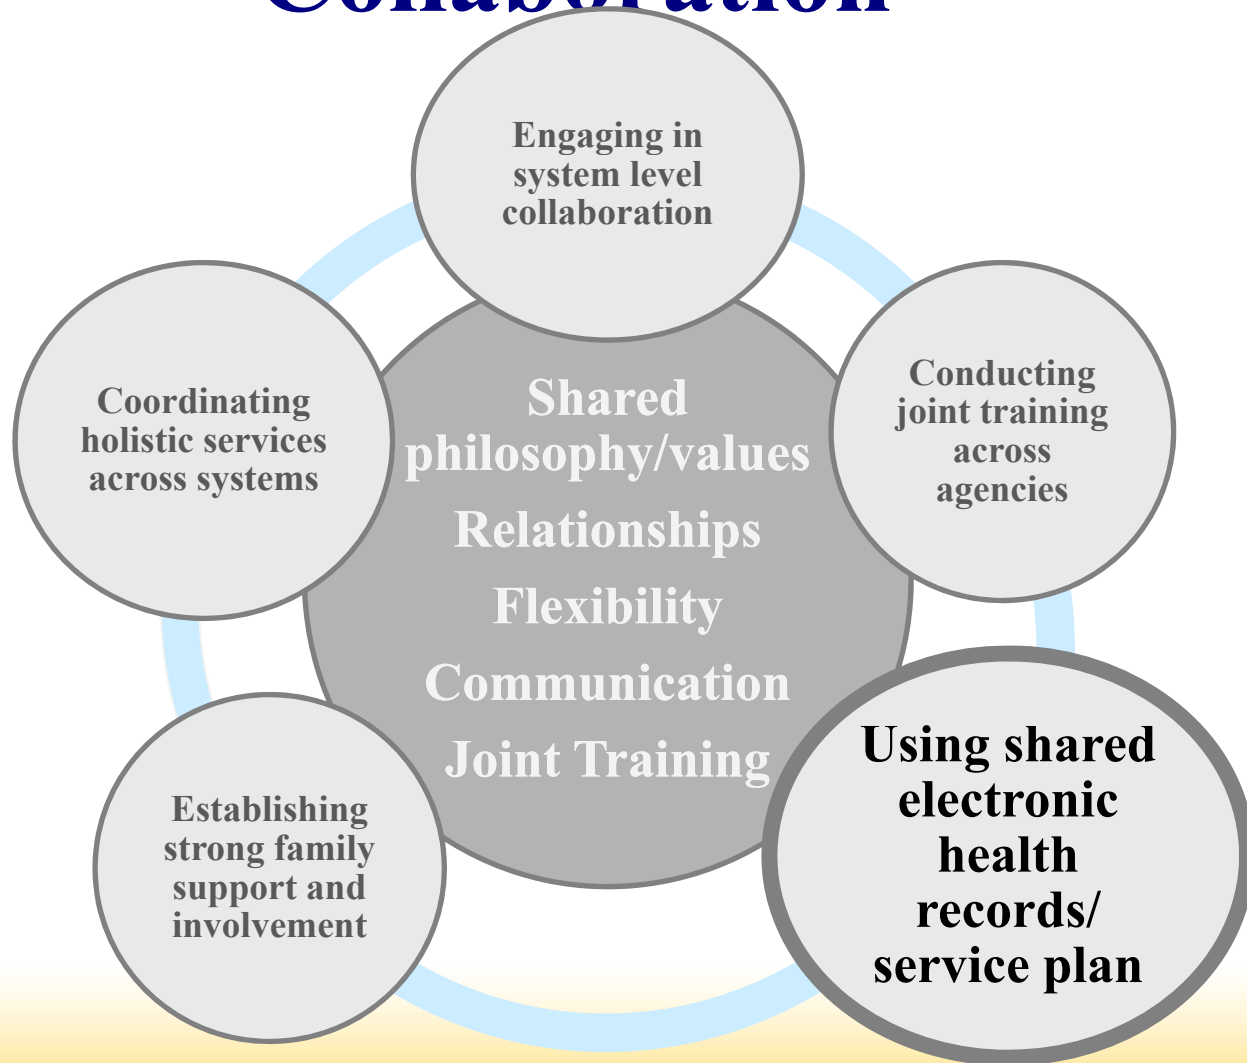 Collaboration
Engaging in
system level
collaboration
Conducting
joint training
across
agencies
Coordinating
holistic services
across systems
Shared
philosophy/values
Relationships
Flexibility
Communication
Joint Training
Using shared
electronic
health
records/
service plan
Establishing
strong family
support and
involvement